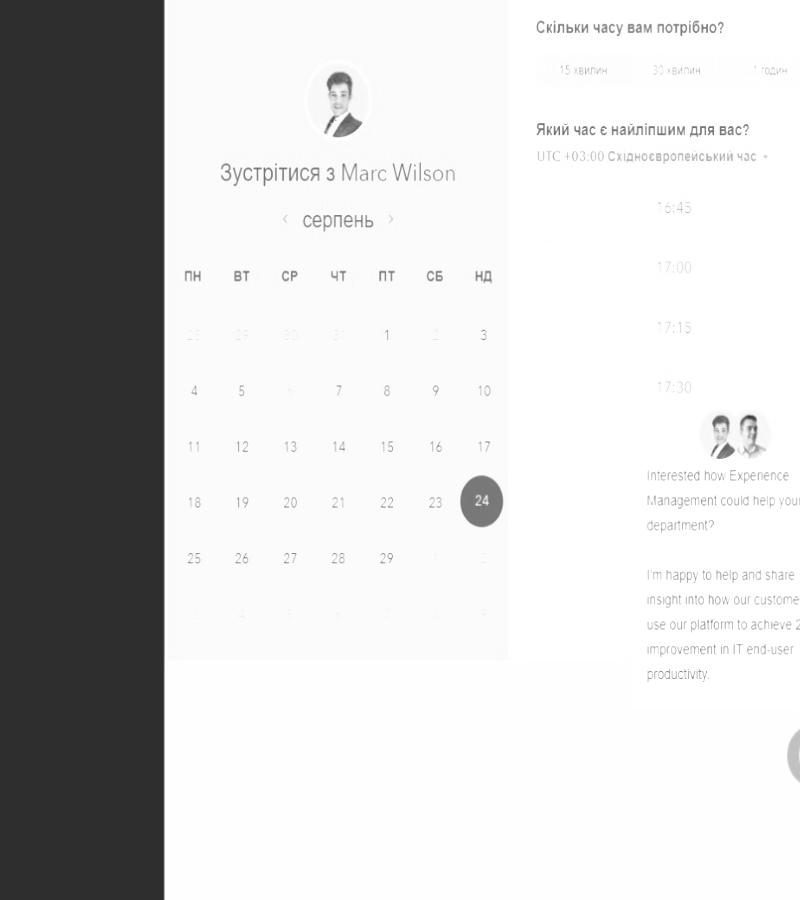 Зустрітися з Marc Wilson
‹ серпень ›
ПН ВТ СР ЧТ ПТ СБ НД
28 29 30 31 1 2 3
4 5 6 7 8 9 10
11 12 13 14 15 16 17
18 19 20 21 22 23 24
25 26 27 28 29
3 4 5 6 7 8 9
Скільки часу вам потрібно?
15 хвилин 30 хвилин 1 годин
Який час є найліпшим для вас?
UTC +03:00 Східноєвропейський час
16:45
17:00
17:15
17:30
Interested how Experience
Management could help your
department?
I'm happy to help and share
insight into how our custome
use our platform to achieve 2
improvement in IT end-user
productivity.